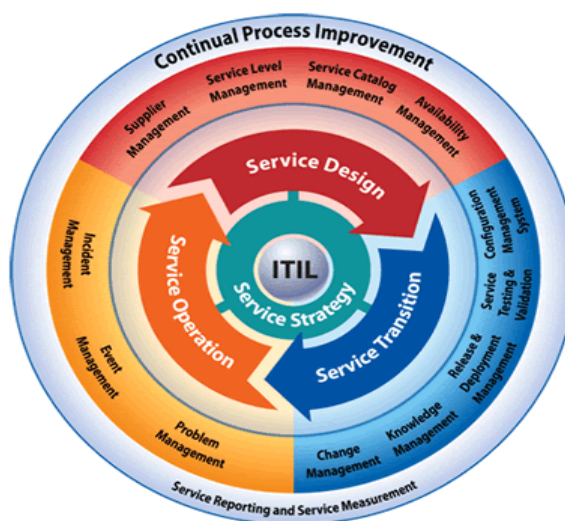 Continual Process Improvement
Supplier
Management
Service Level
Management
Service Catalog
Management
Availability
Management
Configuration
Management
System
Service
Testing &
Validation
Release &
Deployment
Management
Knowledge
Management
Change
Management
Problem
Management
Event
Management
Incident
Management
Service Design
Service Transition
Service Operation
Service Strategy
ITIL
Service Reporting and Service Measurement